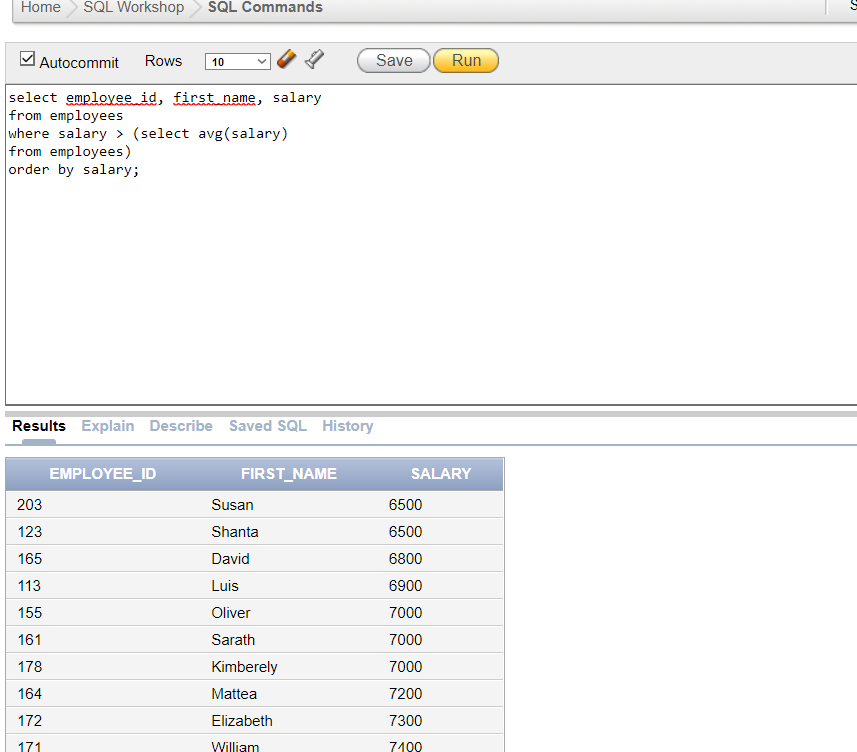 Home SQL Workshop SQL Commands S
Autocommit Rows 10 Save Run
select employee_id, first_name, salary
from employees
where salary > (select avg(salary)
from employees)
order by salary;
Results Explain Describe Saved SQL History
EMPLOYEE_ID FIRST_NAME SALARY
203 Susan 6500
123 Shanta 6500
165 David 6800
113 Luis 6900
155 Oliver 7000
161 Sarath 7000
178 Kimberely 7000
164 Mattea 7200
172 Elizabeth 7300
171 William 7400